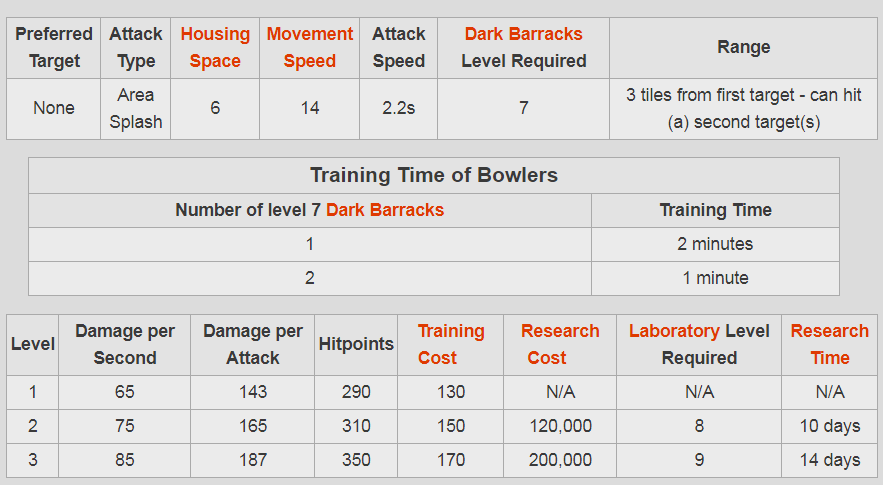 Preferred Target Attack Type Housing Space Movement Speed Attack Speed Dark Barracks Level Required Range
None Area Splash 6 14 2.2s 7 3 tiles from first target - can hit (a) second target(s)
Training Time of Bowlers
Number of level 7 Dark Barracks Training Time
1 2 minutes
2 1 minute
Level Damage per Second Damage per Attack Hitpoints Training Cost Research Cost Laboratory Level Required Research Time
1 65 143 290 130 N/A N/A N/A
2 75 165 310 150 120,000 8 10 days
3 85 187 350 170 200,000 9 14 days